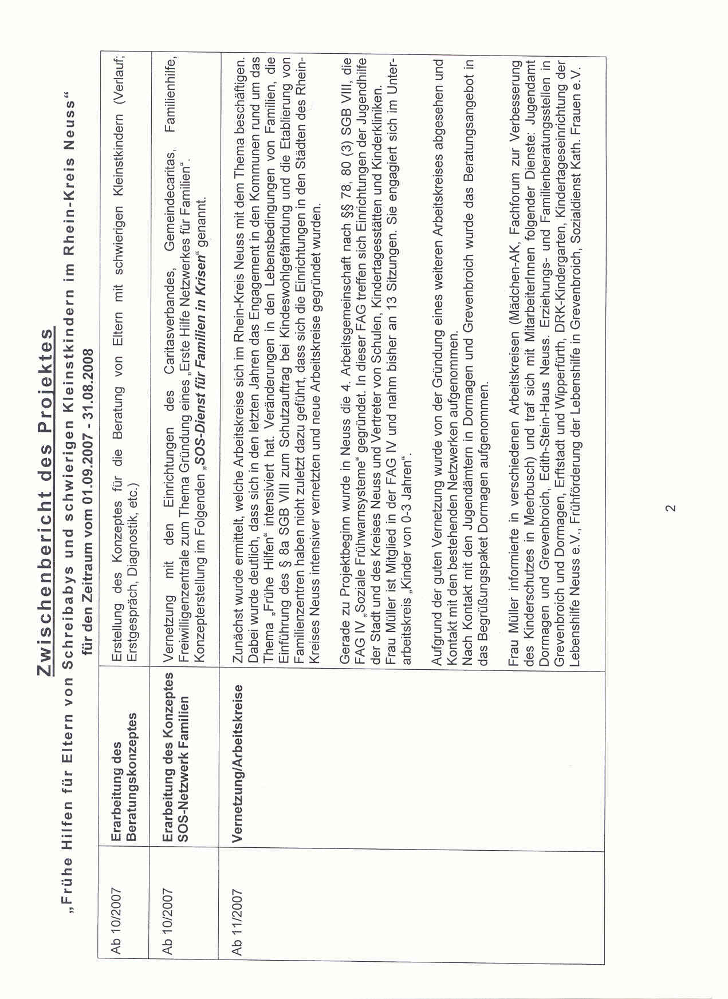 Zwischenbericht des Projektes
„Frühe Hilfen für Eltern von Schreibabys und schwierigen Kleinstkindern im Rhein-Kreis Neuss“
für den Zeitraum vom 01.09.2007 - 31.08.2008
Ab 10/2007
Erarbeitung des
Beratungskonzeptes
Erstellung des Konzeptes für die Beratung von Eltern mit schwierigen Kleinstkindern (Verlauf;
Erstgespräch, Diagnostik, etc.)
Ab 10/2007
Erarbeitung des Konzeptes
SOS-Netzwerk Familien
Vernetzung mit den Einrichtungen des Caritasverbandes, Gemeindecaritas, Familienhilfe,
Freiwilligenzentrale zum Thema Gründung eines „Erste Hilfe Netzwerkes für Familien“.
Konzepterstellung im Folgenden „SOS-Dienst für Familien in Krisen“ genannt.
Ab 11/2007
Vernetzung/Arbeitskreise
Zunächst wurde ermittelt, welche Arbeitskreise sich im Rhein-Kreis Neuss mit dem Thema beschäftigen.
Dabei wurde deutlich, dass sich in den letzten Jahren das Engagement in den Kommunen rund um das
Thema „Frühe Hilfen“ intensiviert hat. Veränderungen in den Lebensbedingungen von Familien, die
Einführung des § 8a SGB VIII zum Schutzauftrag bei Kindeswohlgefährdung und die Etablierung von
Familienzentren haben nicht zuletzt dazu geführt, dass sich die Einrichtungen in den Städten des Rhein-
Kreises Neuss intensiver vernetzten und neue Arbeitskreise gegründet wurden.
Gerade zu Projektbeginn wurde in Neuss die 4. Arbeitsgemeinschaft nach §§ 78, 80 (3) SGB VIII, die
FAG IV „Soziale Frühwarnsysteme“ gegründet. In dieser FAG treffen sich Einrichtungen der Jugendhilfe
der Stadt und des Kreises Neuss und Vertreter von Schulen, Kindertagesstätten und Kinderkliniken.
Frau Müller ist Mitglied in der FAG IV und nahm bisher an 13 Sitzungen. Sie engagiert sich im Unter-
arbeitskreis „Kinder von 0-3 Jahren“.
Aufgrund der guten Vernetzung wurde von der Gründung eines weiteren Arbeitskreises abgesehen und
Kontakt mit den bestehenden Netzwerken aufgenommen.
Nach Kontakt mit den Jugendämtern in Dormagen und Grevenbroich wurde das Beratungsangebot in
das Begrüßungspaket Dormagen aufgenommen.
Frau Müller informierte in verschiedenen Arbeitskreisen (Mädchen-AK, Fachforum zur Verbesserung
des Kinderschutzes in Meerbusch) und traf sich mit MitarbeiterInnen folgender Dienste: Jugendamt
Dormagen und Grevenbroich, Edith-Stein-Haus Neuss. Erziehungs- und Familienberatungsstellen in
Grevenbroich und Dormagen, Erftstadt und Wipperfürth, DRK-Kindergarten, Kindertageseinrichtung der
Lebenshilfe Neuss e.V., Frühförderung der Lebenshilfe in Grevenbroich, Sozialdienst Kath. Frauen e.V.
2